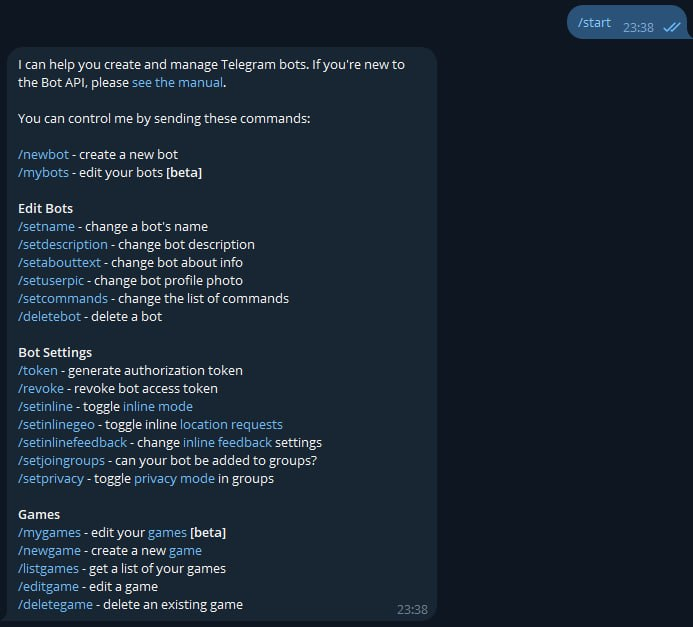 /start 23:38
I can help you create and manage Telegram bots. If you're new to
the Bot API, please see the manual.
You can control me by sending these commands:
/newbot - create a new bot
/mybots - edit your bots [beta]
Edit Bots
/setname - change a bot's name
/setdescription - change bot description
/setabouttext - change bot about info
/setuserpic - change bot profile photo
/setcommands - change the list of commands
/deletebot - delete a bot
Bot Settings
/token - generate authorization token
/revoke - revoke bot access token
/setinline - toggle inline mode
/setinlinegeo - toggle inline location requests
/setinlinefeedback - change inline feedback settings
/setjoingroups - can your bot be added to groups?
/setprivacy - toggle privacy mode in groups
Games
/mygames - edit your games [beta]
/newgame - create a new game
/listgames - get a list of your games
/editgame - edit a game
/deletegame - delete an existing game
23:38